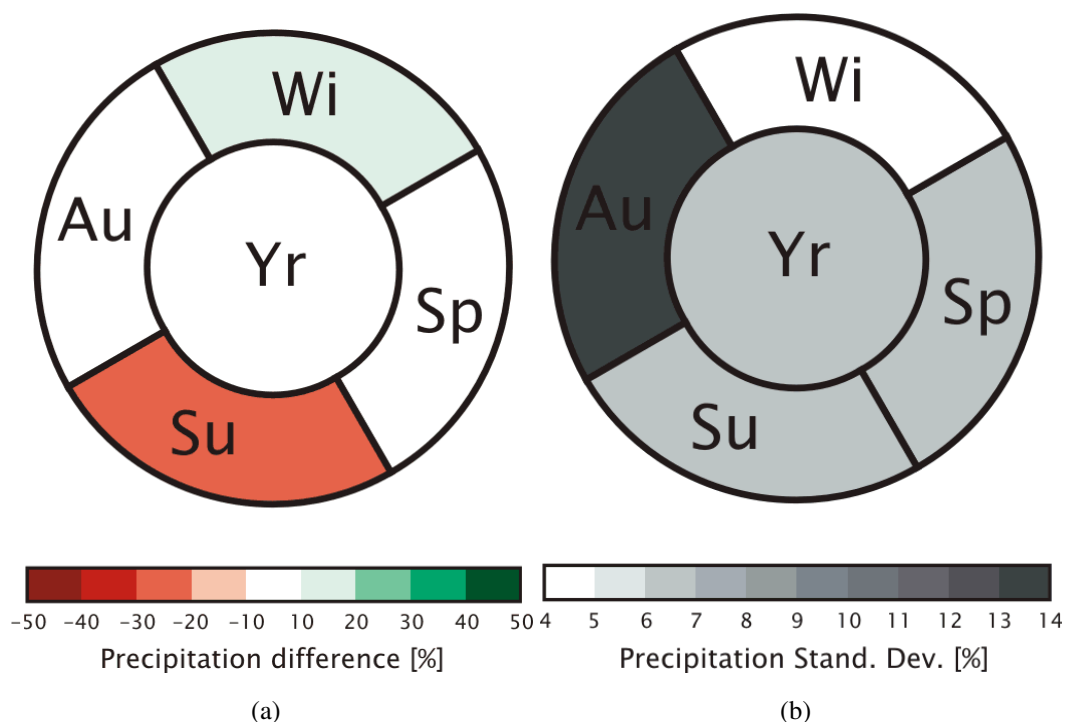 Wi
Au
Yr
Sp
Su
-50 -40 -30 -20 -10 10 20 30 40 50
Precipitation difference [%]
(a)
Wi
Au
Yr
Sp
Su
4 5 6 7 8 9 10 11 12 13 14
Precipitation Stand. Dev. [%]
(b)